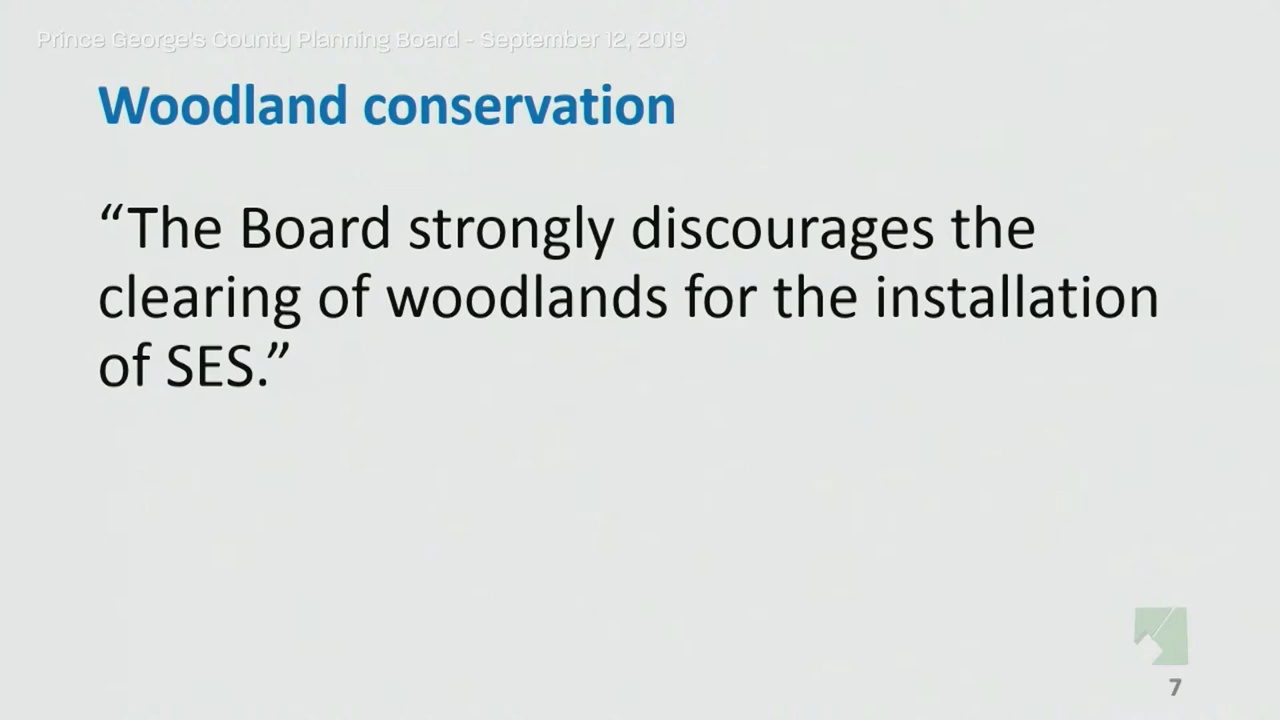 Prince George's County Planning Board - September 12, 2019
Woodland conservation
“The Board strongly discourages the
clearing of woodlands for the installation
of SES.”
7